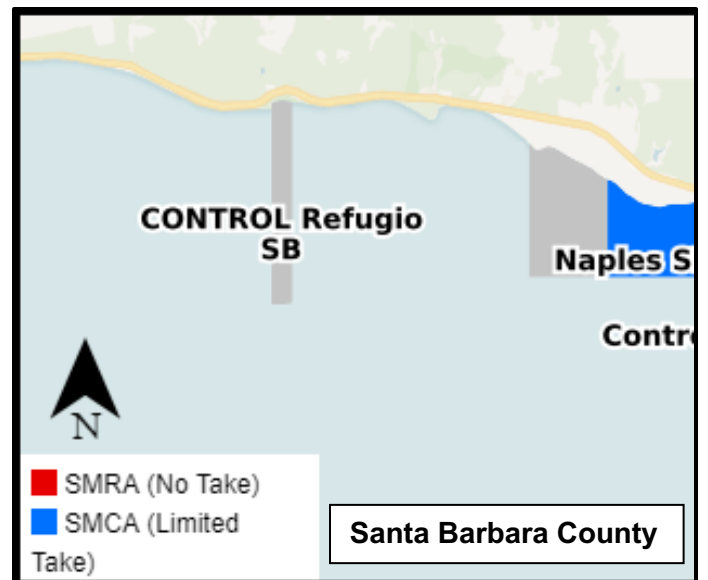 CONTROL Refugio
SB
Naples S
Contr
N
SMRA (No Take)
SMCA (Limited
Take)
Santa Barbara County